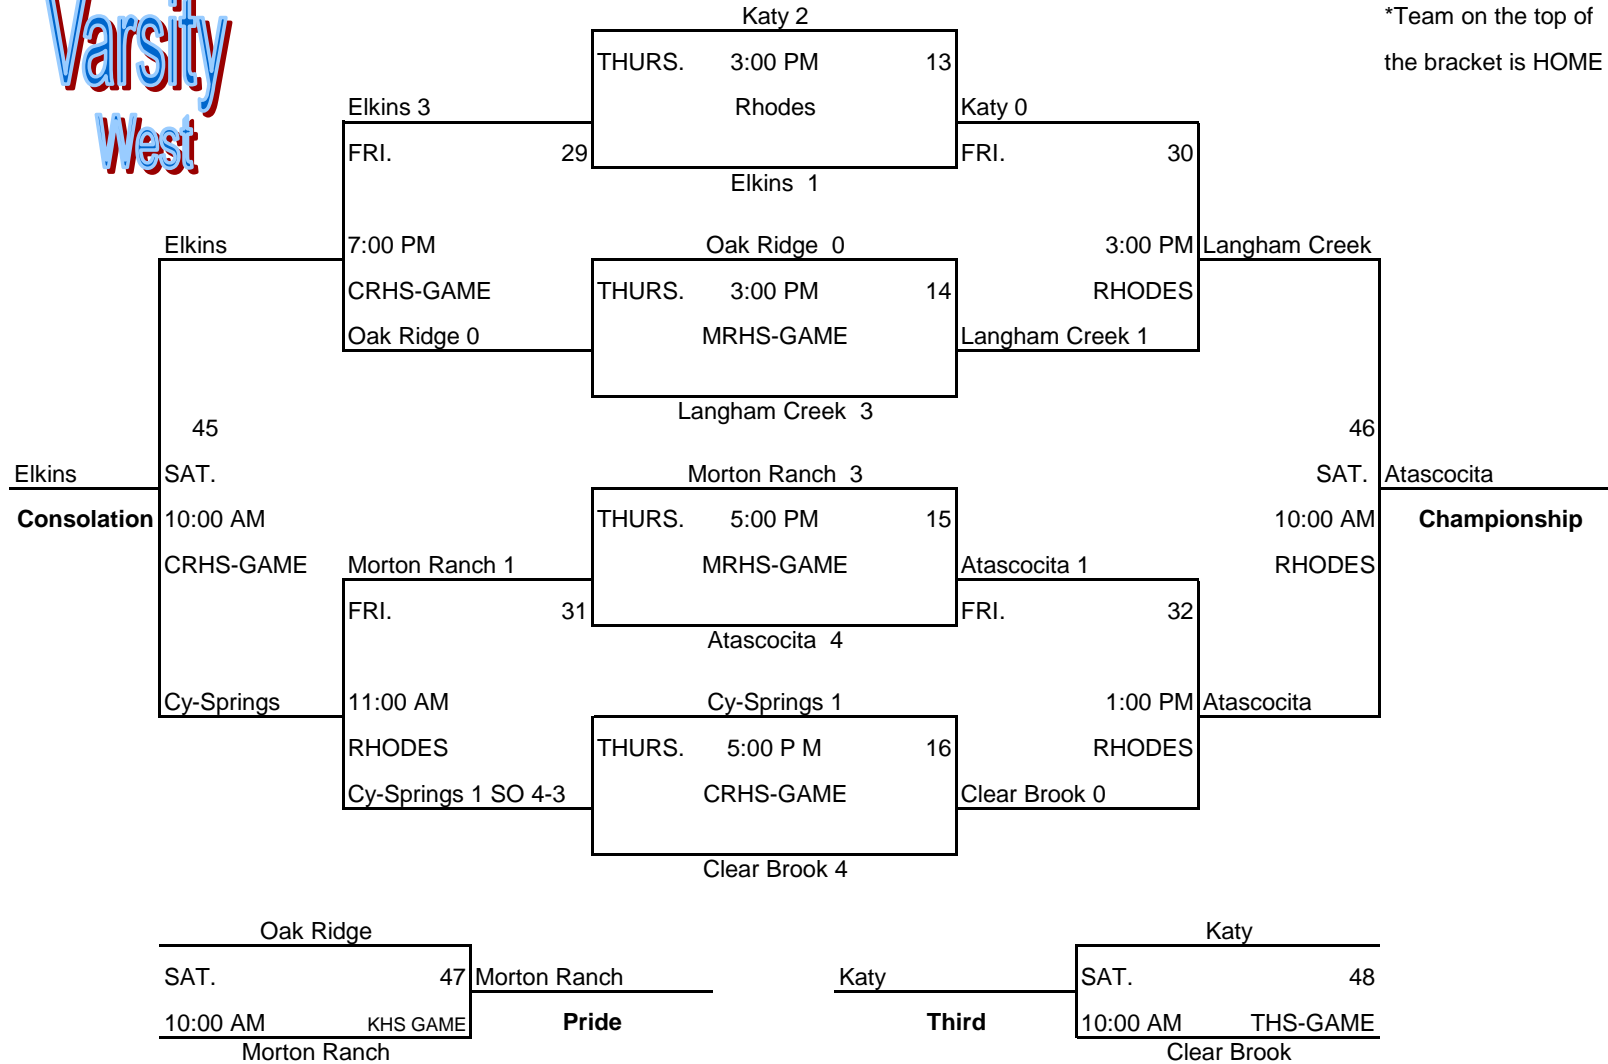 Varsity
West
*Team on the top of
the bracket is HOME
Katy 2
THURS. 3:00 PM 13
Rhodes
Elkins 1
Elkins 3
FRI. 29
7:00 PM
CRHS-GAME
Oak Ridge 0
Katy 0
FRI. 30
3:00 PM
RHODES
Langham Creek 1
Oak Ridge 0
THURS. 3:00 PM 14
MRHS-GAME
Langham Creek 3
Elkins
45
SAT.
10:00 AM
CRHS-GAME
Cy-Springs
Elkins
Consolation
Langham Creek
46
SAT.
10:00 AM
RHODES
Atascocita
Atascocita
Championship
Morton Ranch 3
THURS. 5:00 PM 15
MRHS-GAME
Atascocita 4
Morton Ranch 1
FRI. 31
11:00 AM
RHODES
Cy-Springs 1 SO 4-3
Atascocita 1
FRI. 32
1:00 PM
RHODES
Clear Brook 0
Cy-Springs 1
THURS. 5:00 P M 16
CRHS-GAME
Clear Brook 4
Oak Ridge
SAT. 47
10:00 AM KHS GAME
Morton Ranch
Morton Ranch
Pride
Katy
Third
Katy
SAT. 48
10:00 AM THS-GAME
Clear Brook